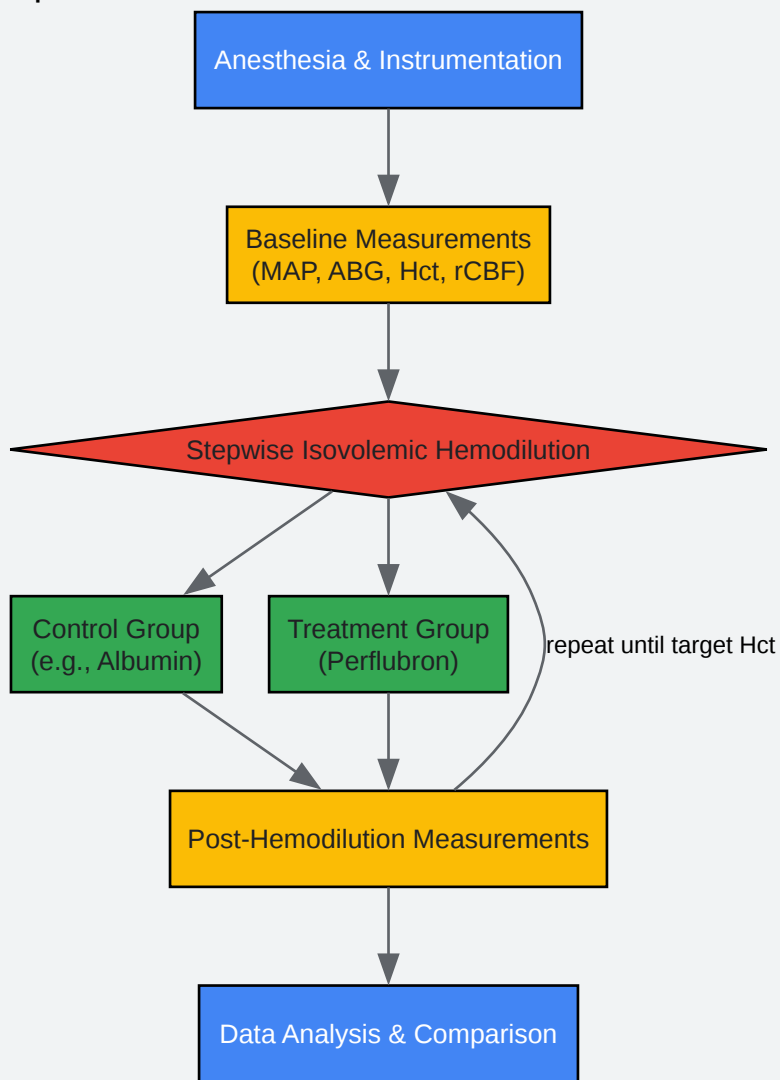 Anesthesia & Instrumentation
Baseline Measurements
(MAP, ABG, Hct, rCBF)
Stepwise Isovolemic Hemodilution
Control Group
(e.g., Albumin)
Treatment Group
(Perflubron)
repeat until target Hct
Post-Hemodilution Measurements
Data Analysis & Comparison